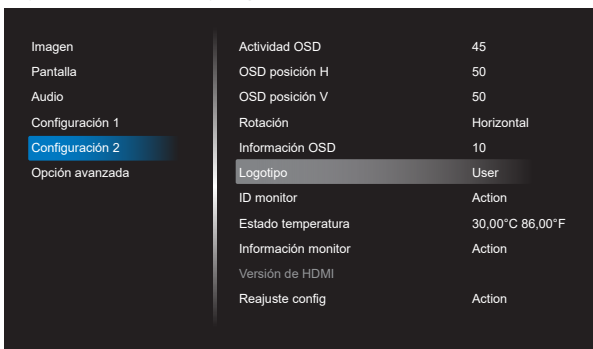 Imagen
Pantalla
Audio
Configuración 1
Configuración 2
Opción avanzada
Actividad OSD 45
OSD posición H 50
OSD posición V 50
Rotación Horizontal
Información OSD 10
Logotipo User
ID monitor Action
Estado temperatura 30,00°C 86,00°F
Información monitor Action
Versión de HDMI
Reajuste config Action